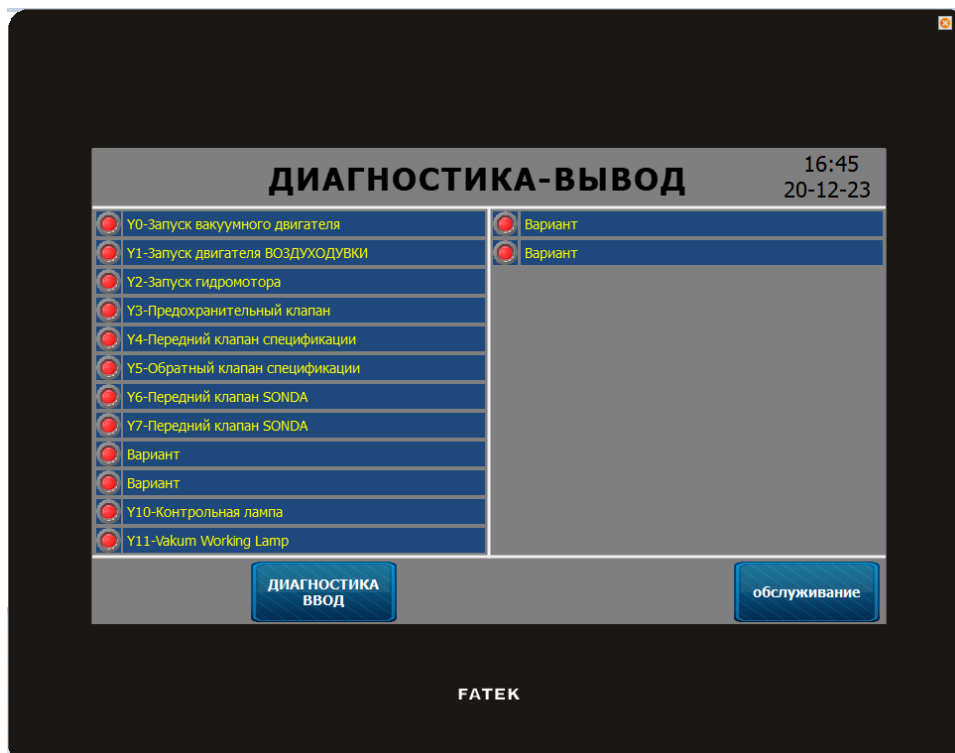 ДИАГНОСТИКА-ВЫВОД
16:45
20-12-23
Y0-Запуск вакуумного двигателя
Y1-Запуск двигателя ВОЗДУХОДУВКИ
Y2-Запуск гидромотора
Y3-Предохранительный клапан
Y4-Передний клапан спецификации
Y5-Обратный клапан спецификации
Y6-Передний клапан SONDA
Y7-Передний клапан SONDA
Вариант
Вариант
Y10-Контрольная лампа
Y11-Vakum Working Lamp
Вариант
Вариант
ДИАГНОСТИКА
ВВОД
обслуживание
FATEK